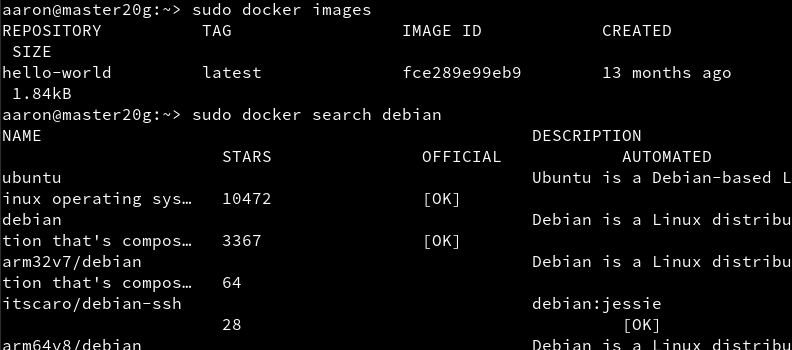 aaron@master20g:~> sudo docker images
REPOSITORY TAG IMAGE ID CREATED
SIZE
hello-world latest fce289e99eb9 13 months ago
1.84kB
aaron@master20g:~> sudo docker search debian
NAME DESCRIPTION
STARS OFFICIAL AUTOMATED
ubuntu Ubuntu is a Debian-based L
inux operating sys… 10472 [OK]
debian Debian is a Linux distribu
tion that's compos… 3367 [OK]
arm32v7/debian Debian is a Linux distribu
tion that's compos… 64
itscaro/debian-ssh debian:jessie
28 [OK]
arm64v8/debian Debian is a Linux distribu